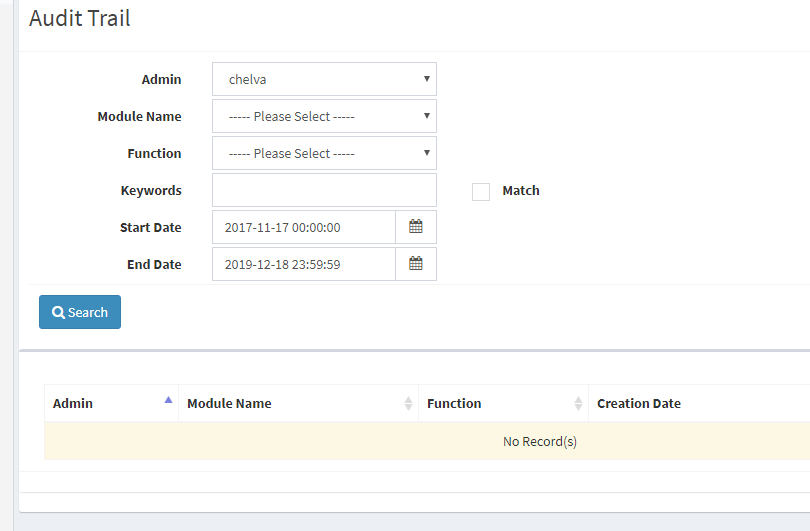 Audit Trail
Admin chelva
Module Name ----- Please Select -----
Function ----- Please Select -----
Keywords Match
Start Date 2017-11-17 00:00:00
End Date 2019-12-18 23:59:59
Search
Admin Module Name Function Creation Date
No Record(s)